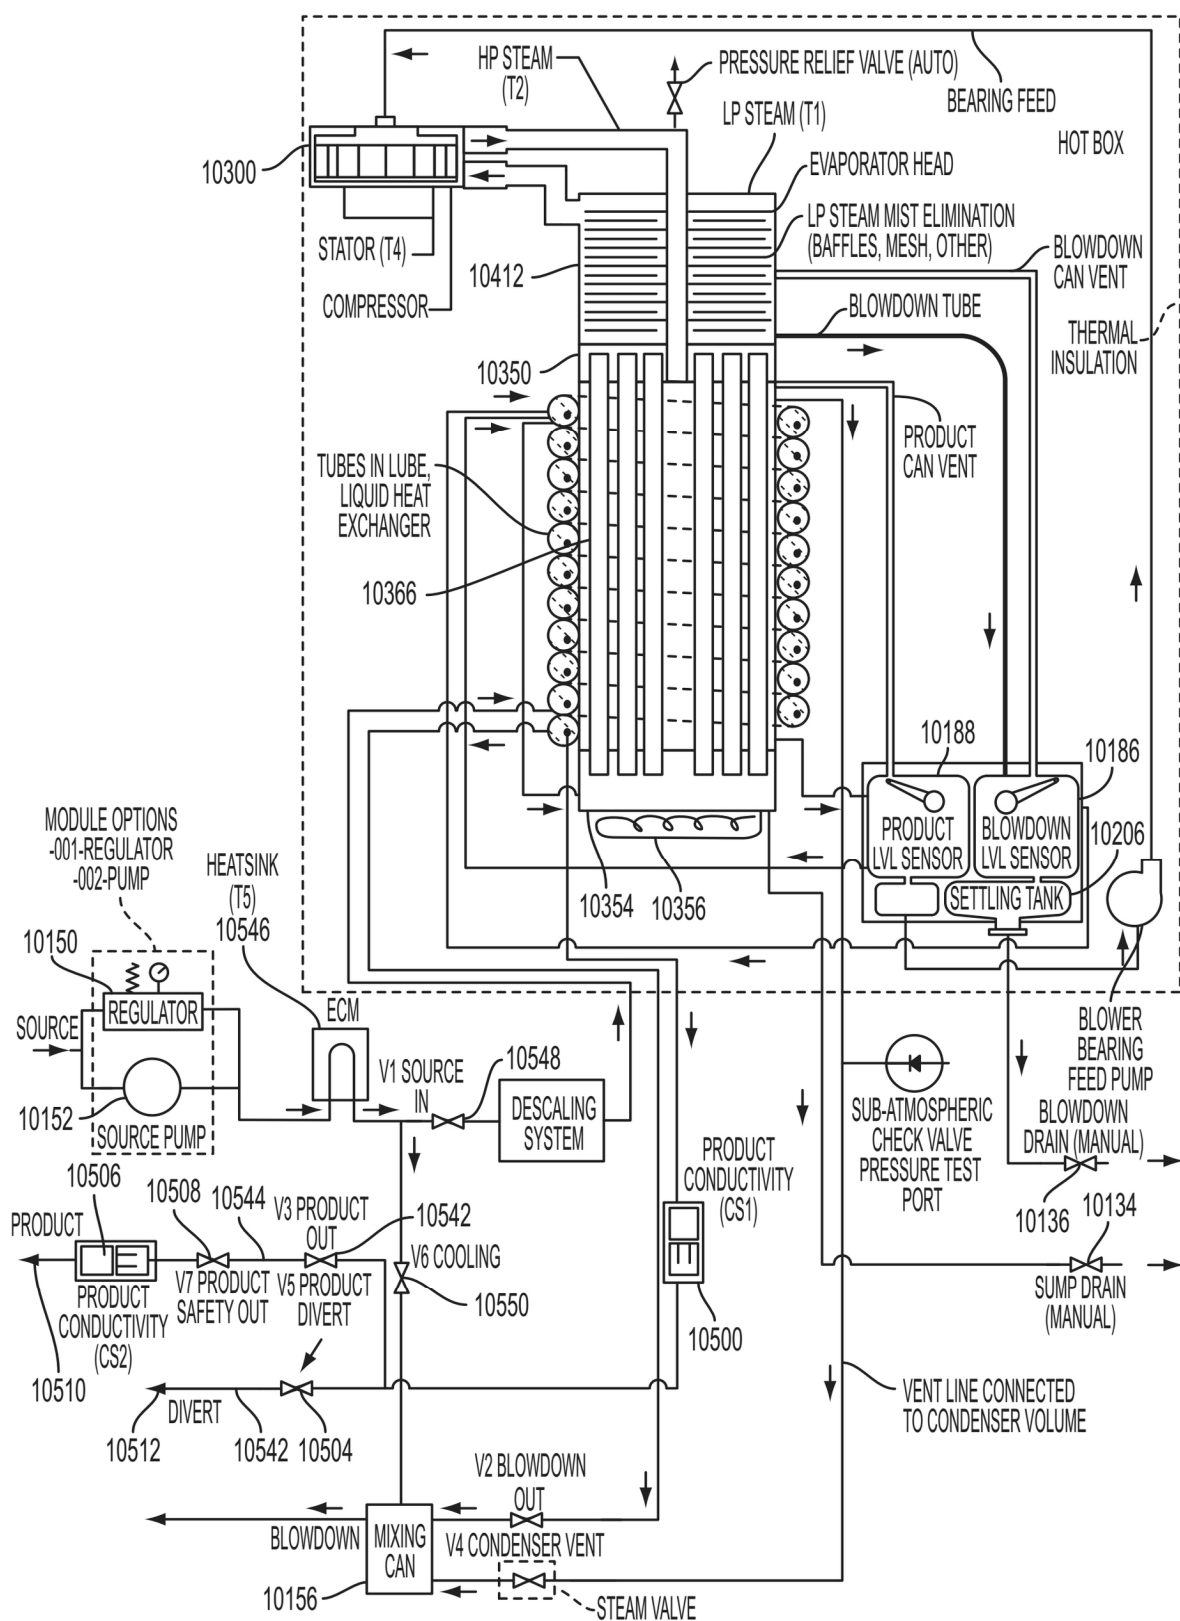 HP STEAM
(T2)
PRESSURE RELIEF VALVE (AUTO)
BEARING FEED
LP STEAM (T1)
HOT BOX
10300
EVAPORATOR HEAD
LP STEAM MIST ELIMINATION
(BAFFLES, MESH, OTHER)
STATOR (T4)
10412
BLOWDOWN
CAN VENT
COMPRESSOR
BLOWDOWN TUBE
THERMAL
INSULATION
10350
PRODUCT
CAN VENT
TUBES IN LUBE,
LIQUID HEAT
EXCHANGER
10366
10188
10186
MODULE OPTIONS
-001-REGULATOR
-002-PUMP
HEATSINK
(T5)
10546
PRODUCT
LVL SENSOR
BLOWDOWN
LVL SENSOR
10206
SETTLING TANK
10354
10356
10150
REGULATOR
SOURCE
ECM
10152
SOURCE PUMP
V1 SOURCE
IN
10548
DESCALING
SYSTEM
BLOWER
BEARING
FEED PUMP
SUB-ATMOSPHERIC
CHECK VALVE
PRESSURE TEST
PORT
BLOWDOWN
DRAIN (MANUAL)
10136
10134
SUMP DRAIN
(MANUAL)
PRODUCT
CONDUCTIVITY
(CS1)
10506
10508
10544
V3 PRODUCT
OUT
10542
PRODUCT
V6 COOLING
PRODUCT
CONDUCTIVITY
(CS2)
V7 PRODUCT
SAFETY OUT
V5 PRODUCT
DIVERT
10550
10500
10510
DIVERT
10512
10542
10504
VENT LINE CONNECTED
TO CONDENSER VOLUME
V2 BLOWDOWN
OUT
BLOWDOWN
MIXING
CAN
V4 CONDENSER VENT
10156
STEAM VALVE